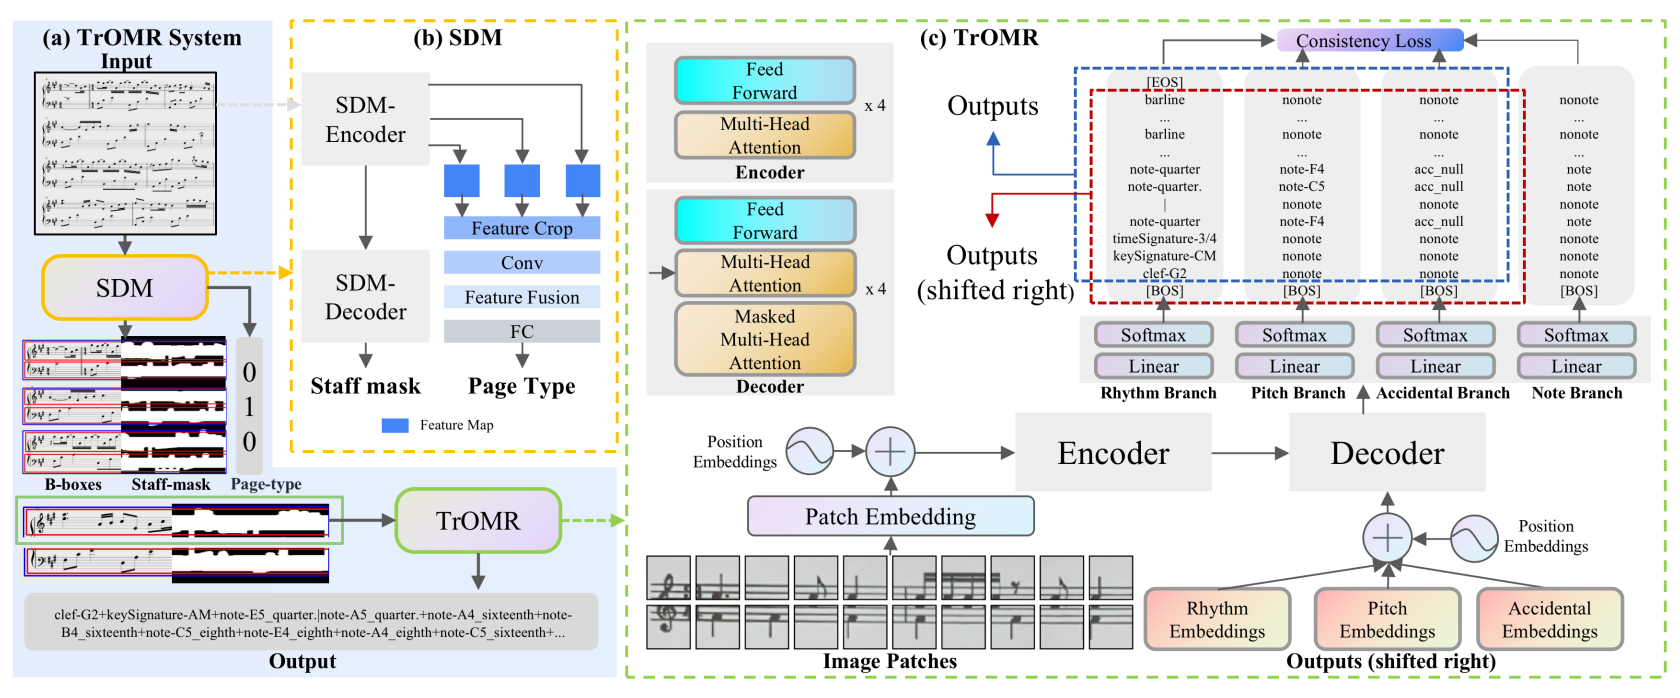 (a) TrOMR System
Input
SDM
0
1
0
B-boxes
Staff-mask
Page-type
TrOMR
clef-G2+keySignature-AM+note-E5_quarter.|note-A5_quarter.+note-A4_sixteenth+note-
B4_sixteenth+note-C5_eighth+note-E4_eighth+note-A4_eighth+note-C5_sixteenth+...
Output
(b) SDM
SDM-
Encoder
Feature Crop
Conv
Feature Fusion
FC
SDM-
Decoder
Staff mask
Page Type
Feature Map
(c) TrOMR
Feed
Forward
Multi-Head
Attention
x 4
Encoder
Feed
Forward
Multi-Head
Attention
x 4
Masked
Multi-Head
Attention
Decoder
Outputs
Outputs
(shifted right)
Consistency Loss
[EOS]
barline
...
barline
...
note-quarter
note-quarter.
|
note-quarter
timeSignature-3/4
keySignature-CM
clef-G2
[BOS]
nonote
...
nonote
...
note-F4
note-C5
nonote
note-F4
nonote
nonote
nonote
[BOS]
nonote
...
nonote
...
acc_null
acc_null
nonote
acc_null
nonote
nonote
nonote
[BOS]
nonote
...
nonote
...
note
note
nonote
note
nonote
nonote
nonote
[BOS]
Softmax
Softmax
Softmax
Softmax
Linear
Linear
Linear
Linear
Rhythm Branch
Pitch Branch
Accidental Branch
Note Branch
Position
Embeddings
Encoder
Decoder
Patch Embedding
Position
Embeddings
Rhythm
Embeddings
Pitch
Embeddings
Accidental
Embeddings
Image Patches
Outputs (shifted right)